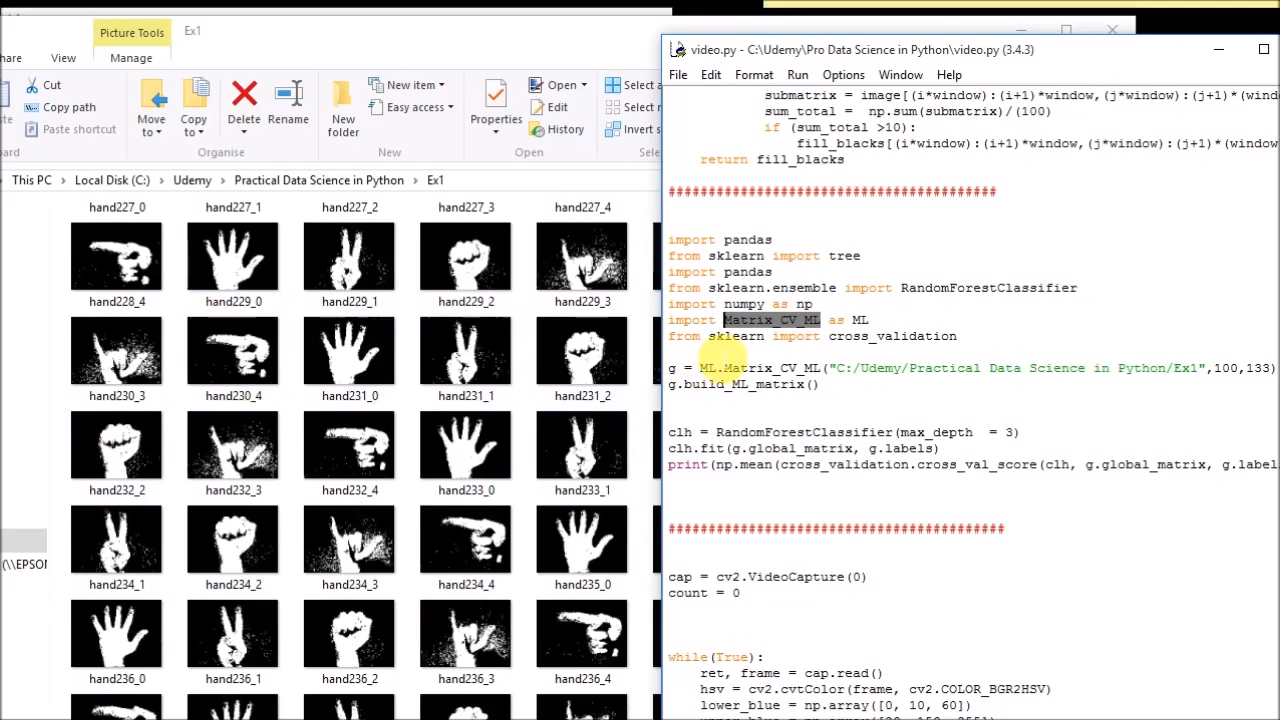 Picture Tools
Ex1
hare
View
Manage
Cut
Copy path
Paste shortcut
Move to
Copy to
Delete
Rename
New folder
New item
Easy access
Properties
Open
Edit
History
Select a
Select
Invert s
oard
Organise
New
Open
Sele
This PC > Local Disk (C:) > Udemy > Practical Data Science in Python > Ex1
hand227_0 hand227_1 hand227_2 hand227_3 hand227_4
hand228_4 hand229_0 hand229_1 hand229_2 hand229_3
hand230_3 hand230_4 hand231_0 hand231_1 hand231_2
hand232_2 hand232_3 hand232_4 hand233_0 hand233_1
(\\EPSON
hand234_1 hand234_2 hand234_3 hand234_4 hand235_0
hand236_0 hand236_1 hand236_2 hand236_3 hand236_4
video.py - C:\Udemy\Pro Data Science in Python\video.py (3.4.3)
File Edit Format Run Options Window Help
submatrix = image[(i*window):(i+1)*window,(j*window):(j+1)*(windo
sum_total = np.sum(submatrix)/(100)
if (sum_total >10):
fill_blacks[(i*window):(i+1)*window,(j*window):(j+1)*(window
return fill_blacks
#########################################
import pandas
from sklearn import tree
import pandas
from sklearn.ensemble import RandomForestClassifier
import numpy as np
import Matrix_CV_ML as ML
from sklearn import cross_validation
g = ML.Matrix_CV_ML("C:/Udemy/Practical Data Science in Python/Ex1",100,133)
g.build_ML_matrix()
clh = RandomForestClassifier(max_depth  = 3)
clh.fit(g.global_matrix, g.labels)
print(np.mean(cross_validation.cross_val_score(clh, g.global_matrix, g.label
##########################################
cap = cv2.VideoCapture(0)
count = 0
while(True):
ret, frame = cap.read()
hsv = cv2.cvtColor(frame, cv2.COLOR_BGR2HSV)
lower_blue = np.array([0, 10, 60])